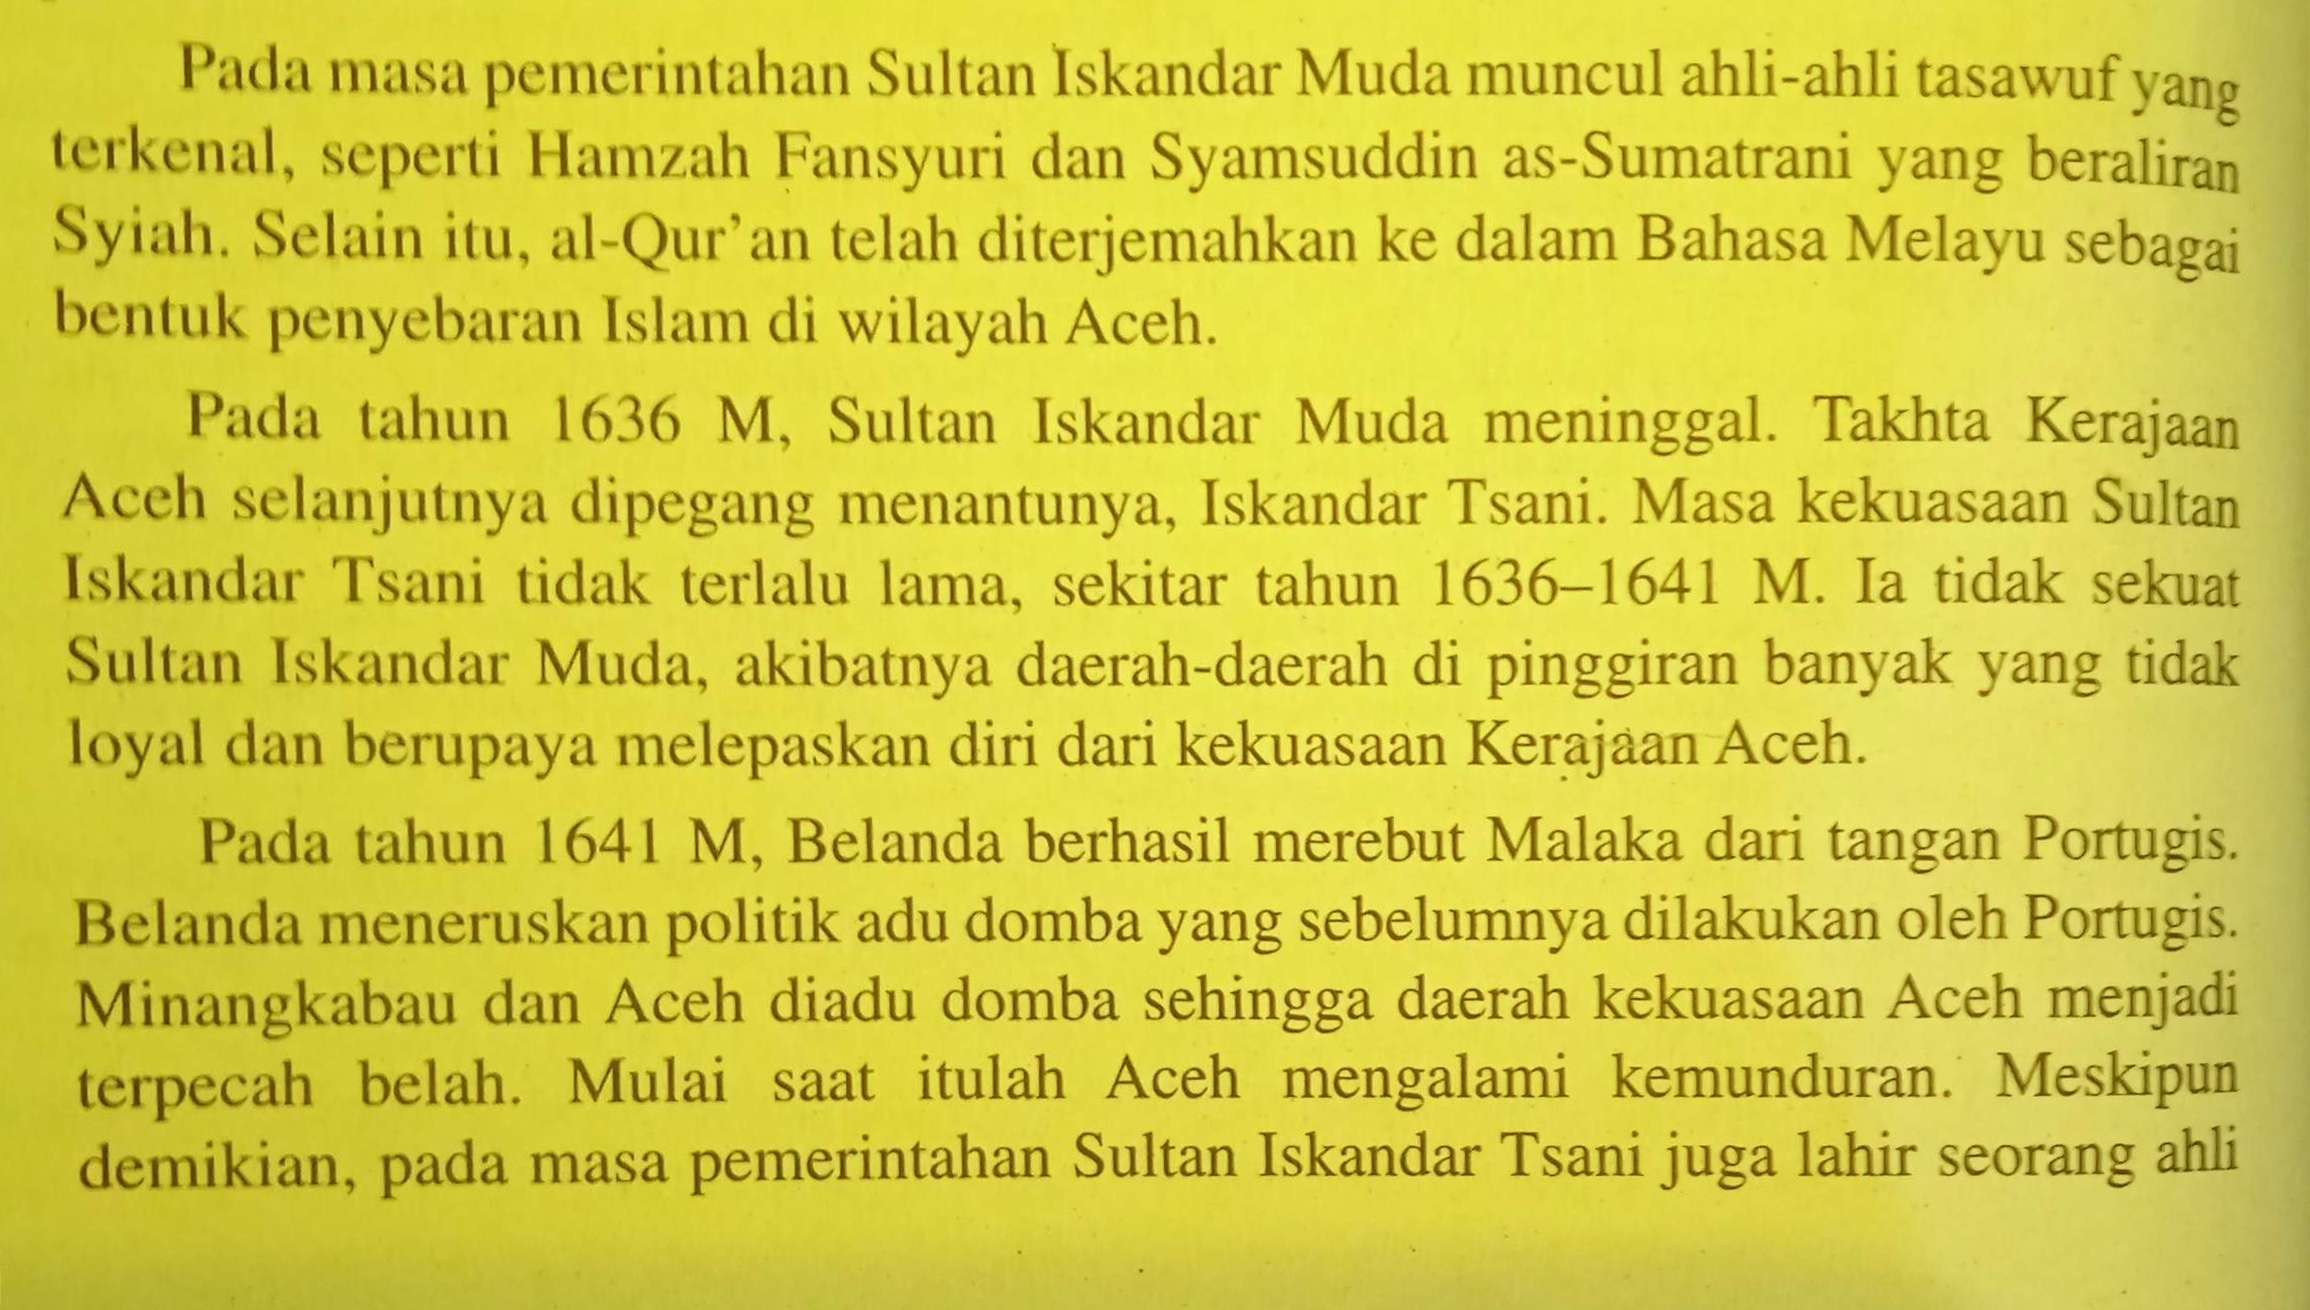 Pada masa pemerintahan Sultan Iskandar Muda muncul ahli-ahli tasawuf yang
terkenal, seperti Hamzah Fansyuri dan Syamsuddin as-Sumatrani yang beraliran
Syiah. Selain itu, al-Qur’an telah diterjemahkan ke dalam Bahasa Melayu sebagai
bentuk penyebaran Islam di wilayah Aceh.
Pada tahun 1636 M, Sultan Iskandar Muda meninggal. Takhta Kerajaan
Aceh selanjutnya dipegang menantunya, Iskandar Tsani. Masa kekuasaan Sultan
Iskandar Tsani tidak terlalu lama, sekitar tahun 1636–1641 M. Ia tidak sekuat
Sultan Iskandar Muda, akibatnya daerah-daerah di pinggiran banyak yang tidak
loyal dan berupaya melepaskan diri dari kekuasaan Kerajaan Aceh.
Pada tahun 1641 M, Belanda berhasil merebut Malaka dari tangan Portugis.
Belanda meneruskan politik adu domba yang sebelumnya dilakukan oleh Portugis.
Minangkabau dan Aceh diadu domba sehingga daerah kekuasaan Aceh menjadi
terpecah belah. Mulai saat itulah Aceh mengalami kemunduran. Meskipun
demikian, pada masa pemerintahan Sultan Iskandar Tsani juga lahir seorang ahli